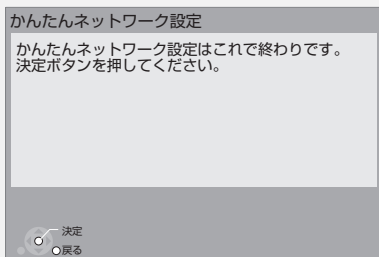 かんたんネットワーク設定
かんたんネットワーク設定はこれで終わりです。
決定ボタンを押してください。
決定
戻る